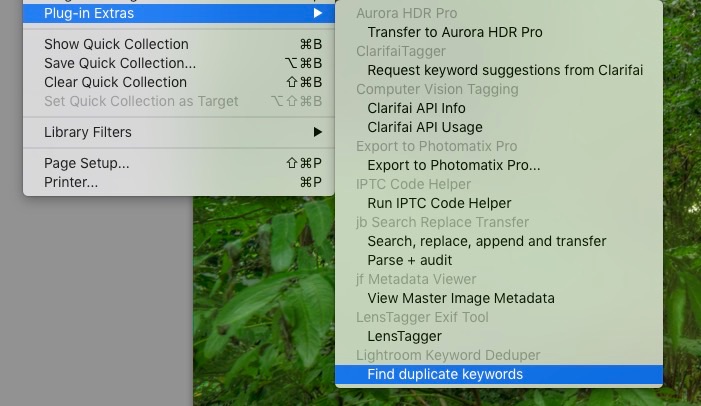 Plug-in Extras ▶
Show Quick Collection ⌘B
Save Quick Collection... ⌥⌘B
Clear Quick Collection ⇧⌘B
Set Quick Collection as Target ⌥⇧⌘B
Library Filters ▶
Page Setup... ⇧⌘P
Printer... ⌘P
Aurora HDR Pro
Transfer to Aurora HDR Pro
ClarifaiTagger
Request keyword suggestions from Clarifai
Computer Vision Tagging
Clarifai API Info
Clarifai API Usage
Export to Photomatix Pro
Export to Photomatix Pro...
IPTC Code Helper
Run IPTC Code Helper
jb Search Replace Transfer
Search, replace, append and transfer
Parse + audit
jf Metadata Viewer
View Master Image Metadata
LensTagger Exif Tool
LensTagger
Lightroom Keyword Deduper
Find duplicate keywords